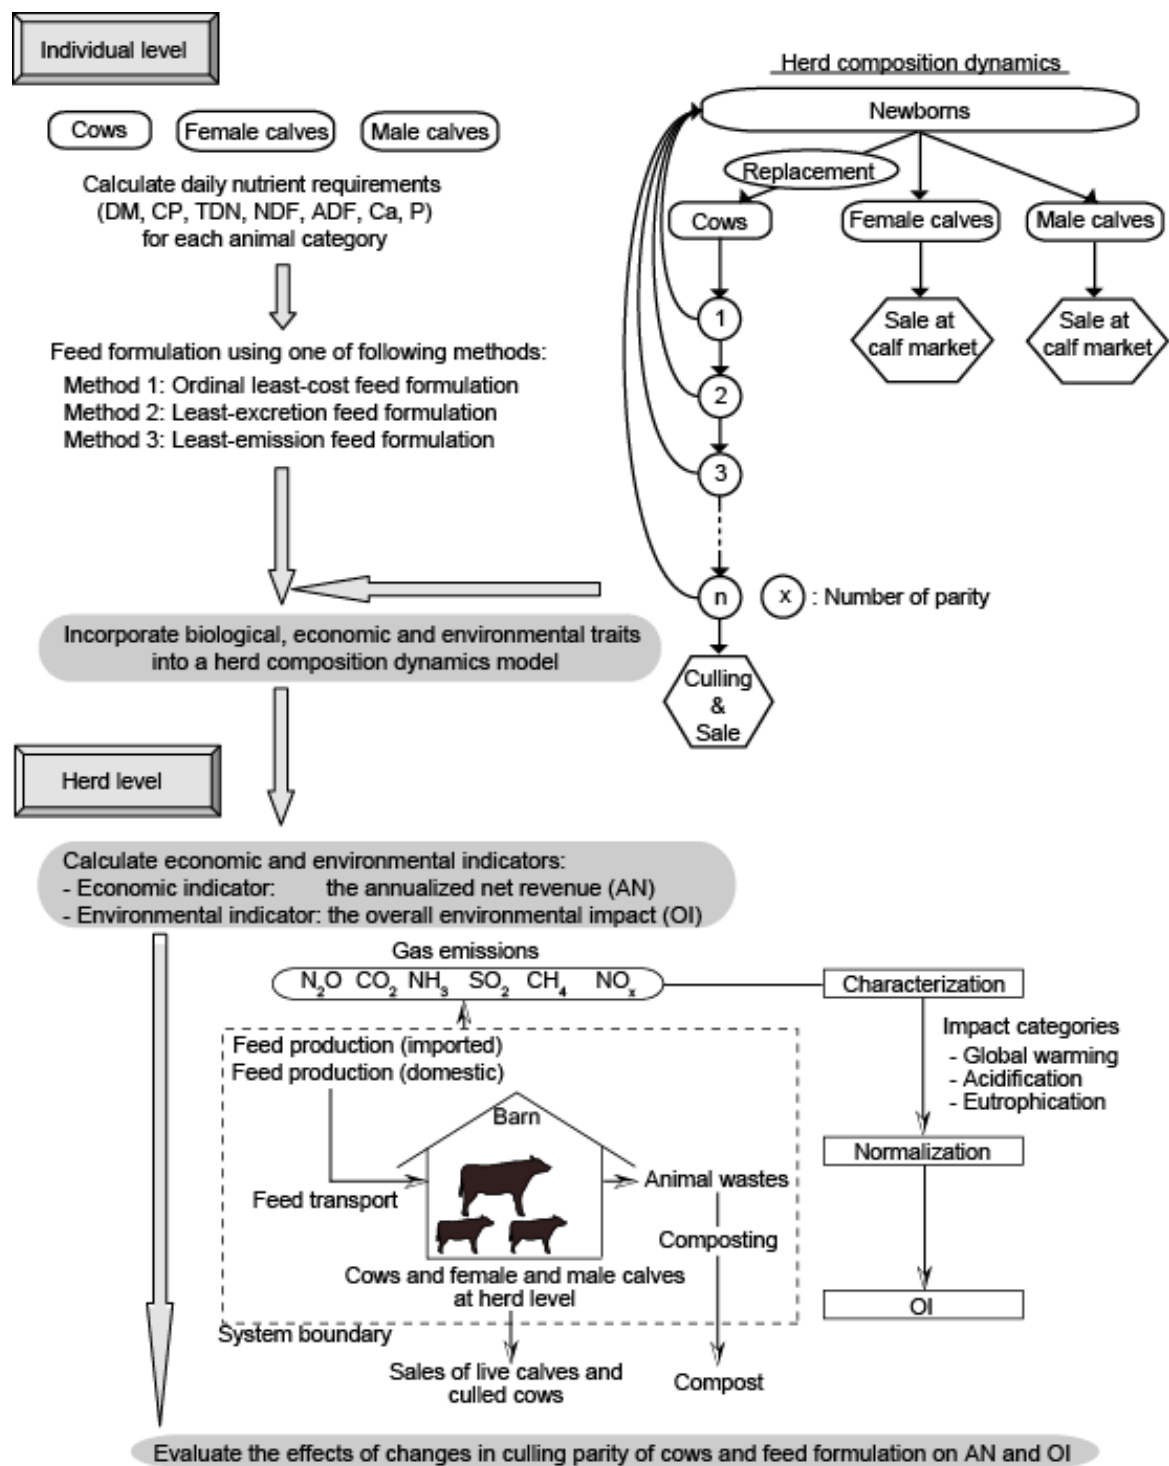 Individual level
Cows
Female calves
Male calves
Calculate daily nutrient requirements
(DM, CP, TDN, NDF, ADF, Ca, P)
for each animal category
Feed formulation using one of following methods:
Method 1: Ordinal least-cost feed formulation
Method 2: Least-excretion feed formulation
Method 3: Least-emission feed formulation
Herd composition dynamics
Newborns
Replacement
Cows
Female calves
Male calves
1
2
3
n
Sale at
calf market
Sale at
calf market
x : Number of parity
Culling
&
Sale
Incorporate biological, economic and environmental traits
into a herd composition dynamics model
Herd level
Calculate economic and environmental indicators:
- Economic indicator: the annualized net revenue (AN)
- Environmental indicator: the overall environmental impact (OI)
Gas emissions
N₂O CO₂ NH₃ SO₂ CH₄ NOₓ
Characterization
Impact categories
- Global warming
- Acidification
- Eutrophication
Normalization
OI
Feed production (imported)
Feed production (domestic)
Barn
Feed transport
Animal wastes
Composting
Cows and female and male calves
at herd level
System boundary
Sales of live calves and
culled cows
Compost
Evaluate the effects of changes in culling parity of cows and feed formulation on AN and OI